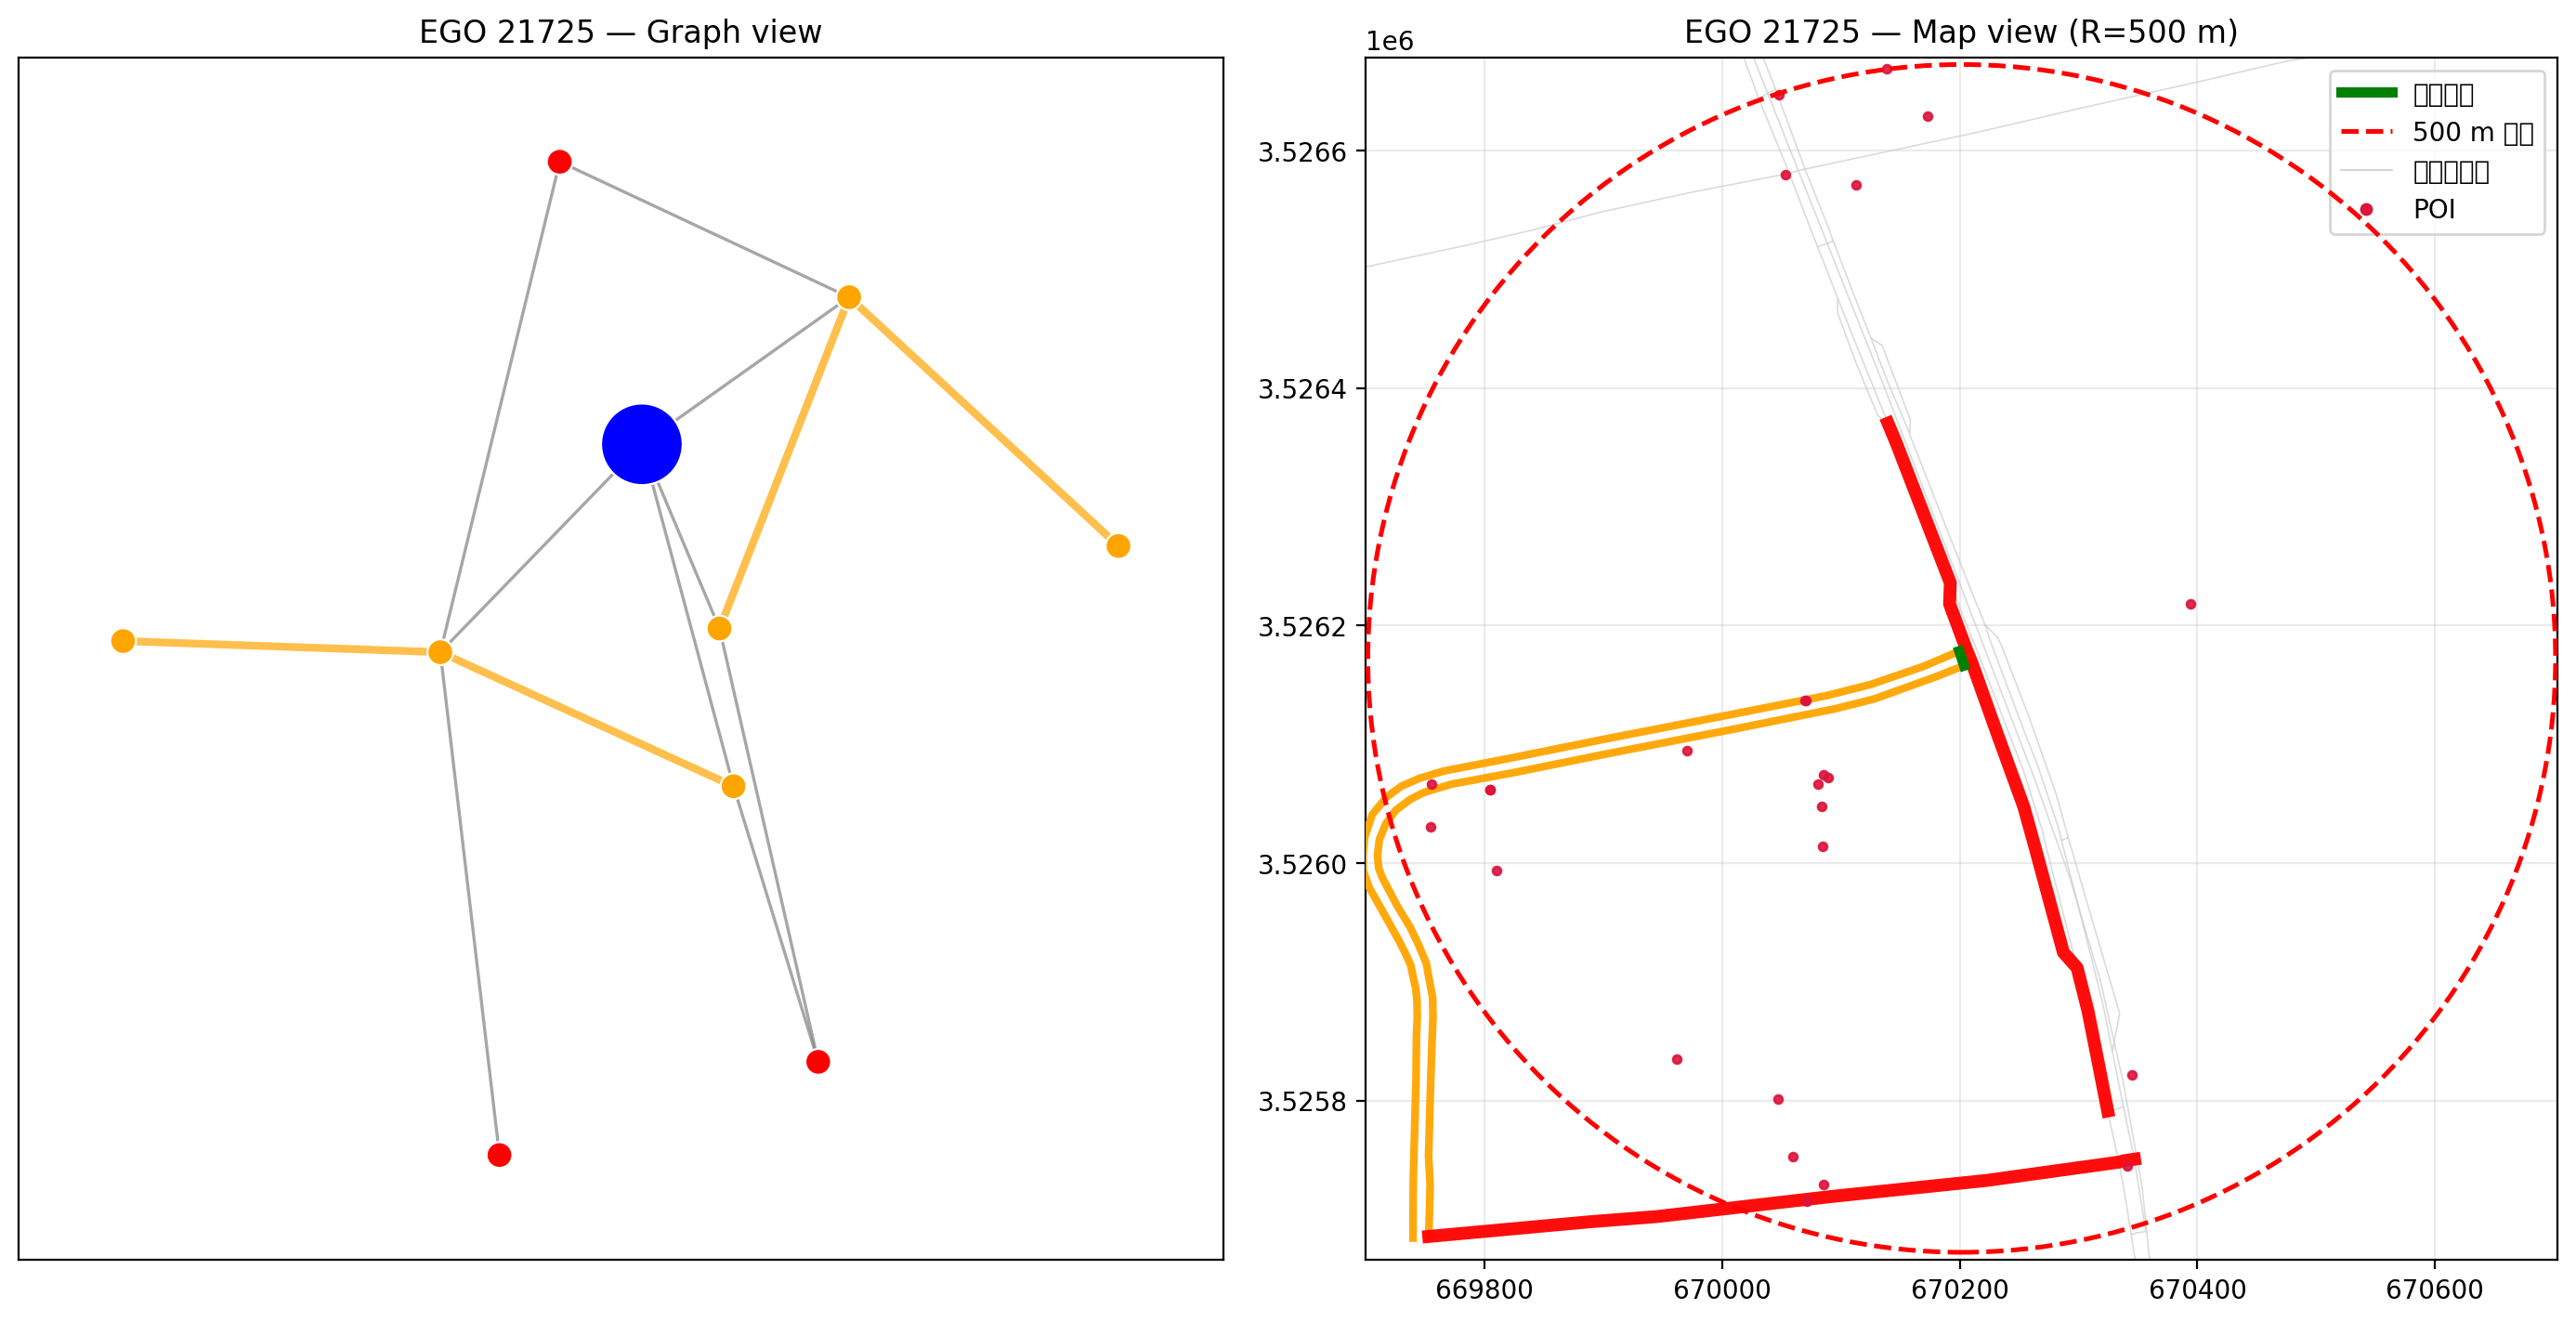 EGO 21725 — Graph view
EGO 21725 — Map view (R=500 m)
1e6
500 m
POI
3.5266
3.5264
3.5262
3.5260
3.5258
669800
670000
670200
670400
670600